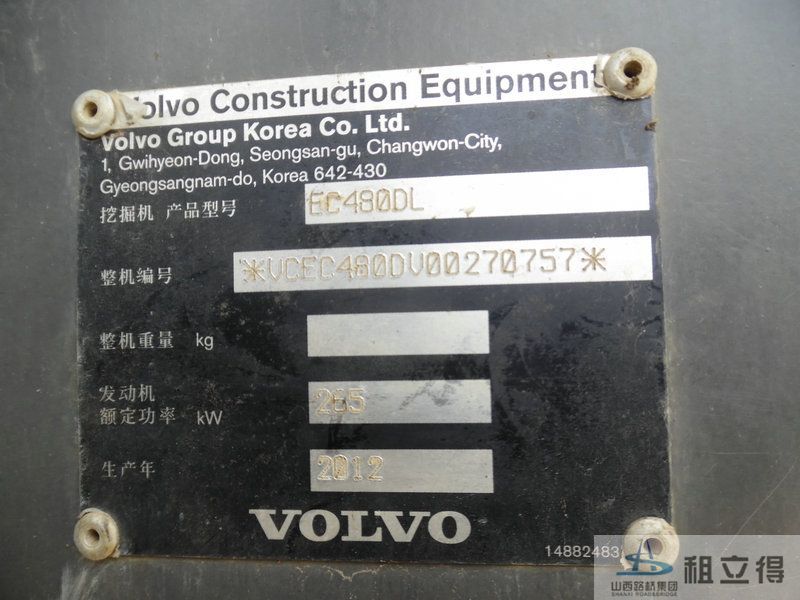 Volvo Construction Equipment
Volvo Group Korea Co. Ltd.
1, Gwihyeon-Dong, Seongsan-gu, Changwon-City,
Gyeongsangnam-do, Korea 642-430
挖掘机 产品型号 EC480DL
整机编号 *VCEC480DV00270757*
整机重量 kg
发动机
额定功率 kW 265
生产年 2012
VOLVO
14882483
山西路桥集团 租立得
SHANXI ROAD&BRIDGE